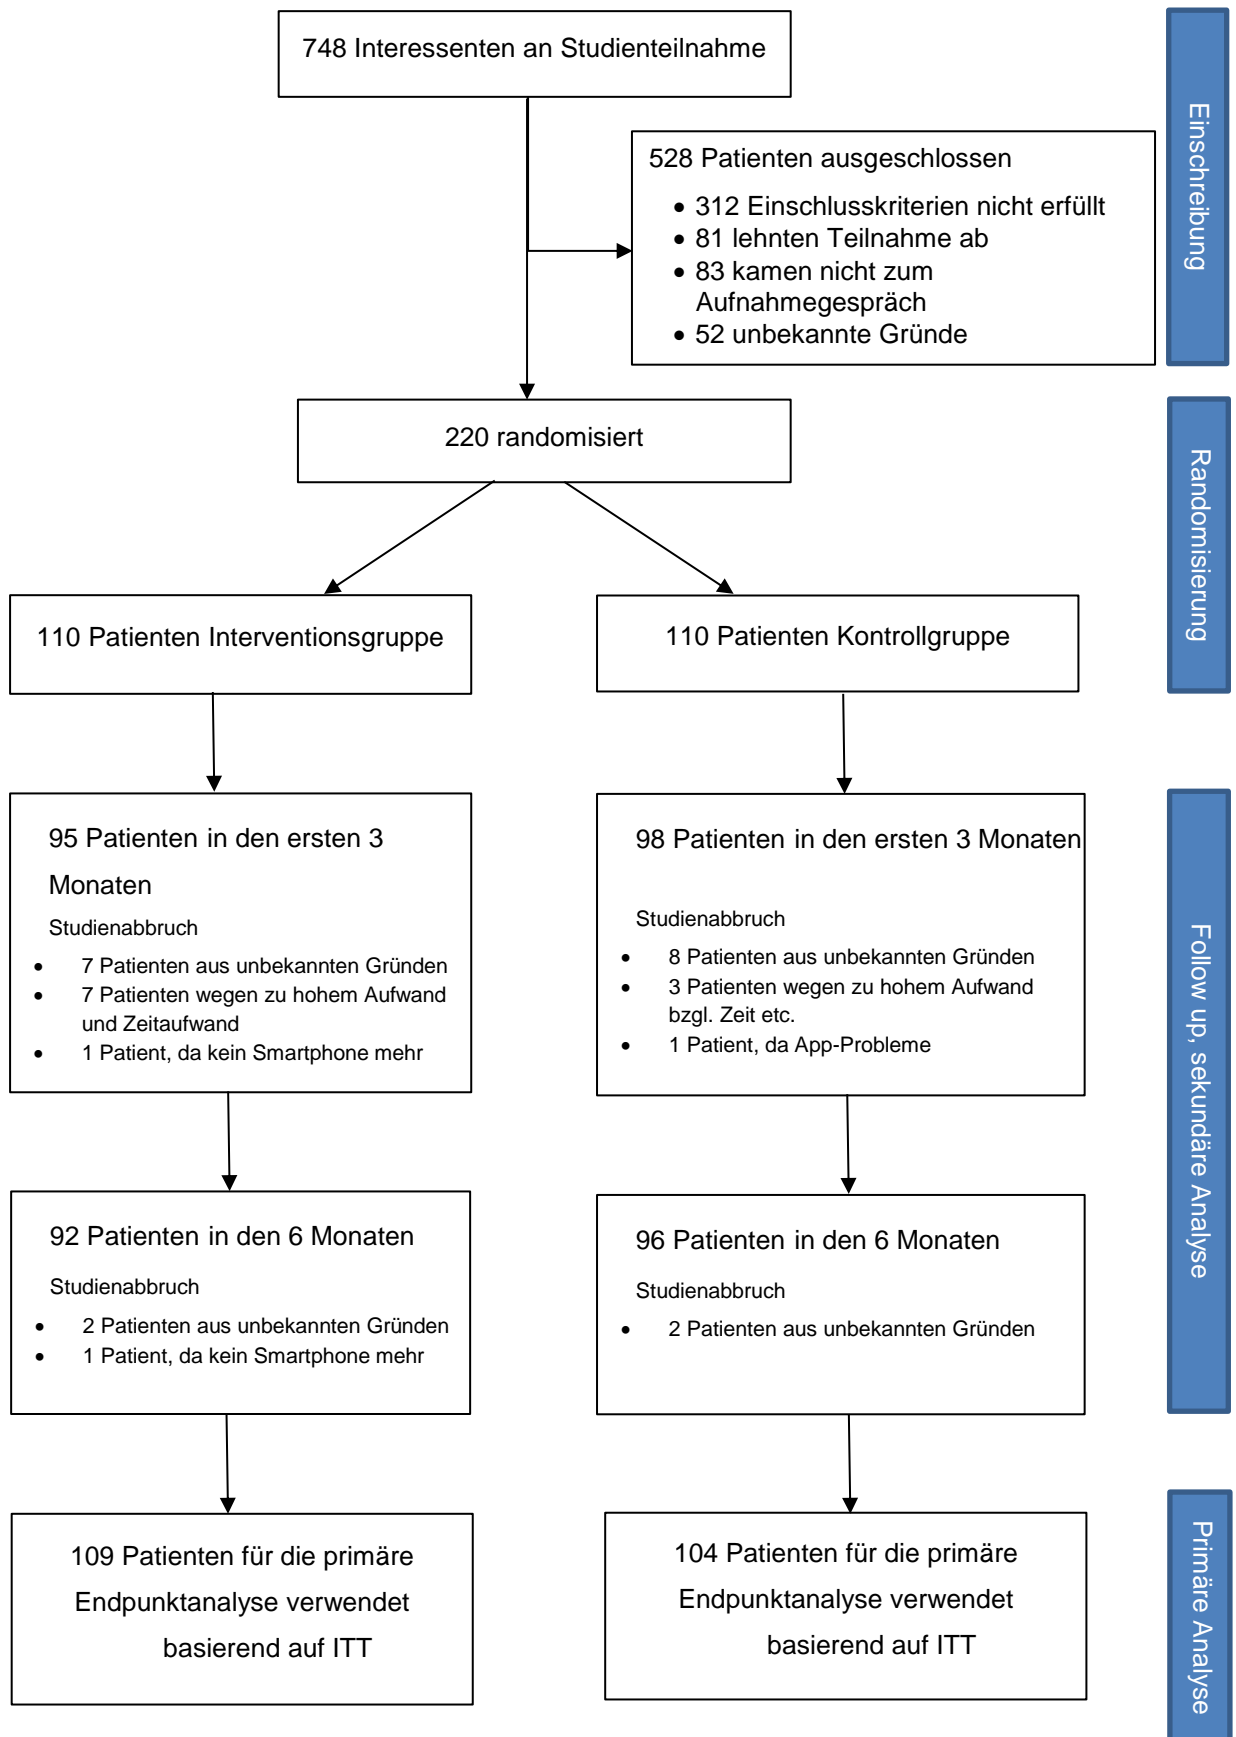 748 Interessenten an Studienteilnahme
528 Patienten ausgeschlossen
• 312 Einschlusskriterien nicht erfüllt
• 81 lehnten Teilnahme ab
• 83 kamen nicht zum
Aufnahmegespräch
• 52 unbekannte Gründe
Einschreibung
220 randomisiert
110 Patienten Interventionsgruppe
110 Patienten Kontrollgruppe
Randomisierung
95 Patienten in den ersten 3
Monaten
Studienabbruch
• 7 Patienten aus unbekannten Gründen
• 7 Patienten wegen zu hohem Aufwand
und Zeitaufwand
• 1 Patient, da kein Smartphone mehr
98 Patienten in den ersten 3 Monaten
Studienabbruch
• 8 Patienten aus unbekannten Gründen
• 3 Patienten wegen zu hohem Aufwand
bzgl. Zeit etc.
• 1 Patient, da App-Probleme
92 Patienten in den 6 Monaten
Studienabbruch
• 2 Patienten aus unbekannten Gründen
• 1 Patient, da kein Smartphone mehr
96 Patienten in den 6 Monaten
Studienabbruch
• 2 Patienten aus unbekannten Gründen
Follow up, sekundäre Analyse
109 Patienten für die primäre
Endpunktanalyse verwendet
basierend auf ITT
104 Patienten für die primäre
Endpunktanalyse verwendet
basierend auf ITT
Primäre Analyse